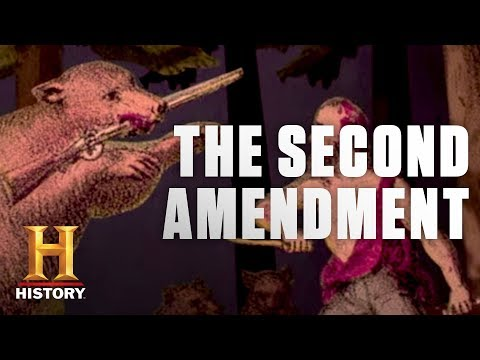 THE SECOND
AMENDMENT
H
HISTORY.